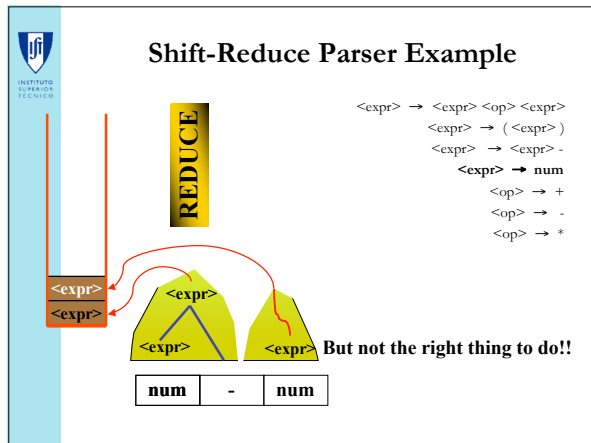 Shift-Reduce Parser Example
INSTITUTO
SUPERIOR
TÉCNICO
REDUCE
<expr> → <expr> <op> <expr>
<expr> → ( <expr> )
<expr> → <expr> -
<expr> → num
<op> → +
<op> → -
<op> → *
<expr>
<expr>
<expr>
<expr>
<expr>
But not the right thing to do!!
num - num